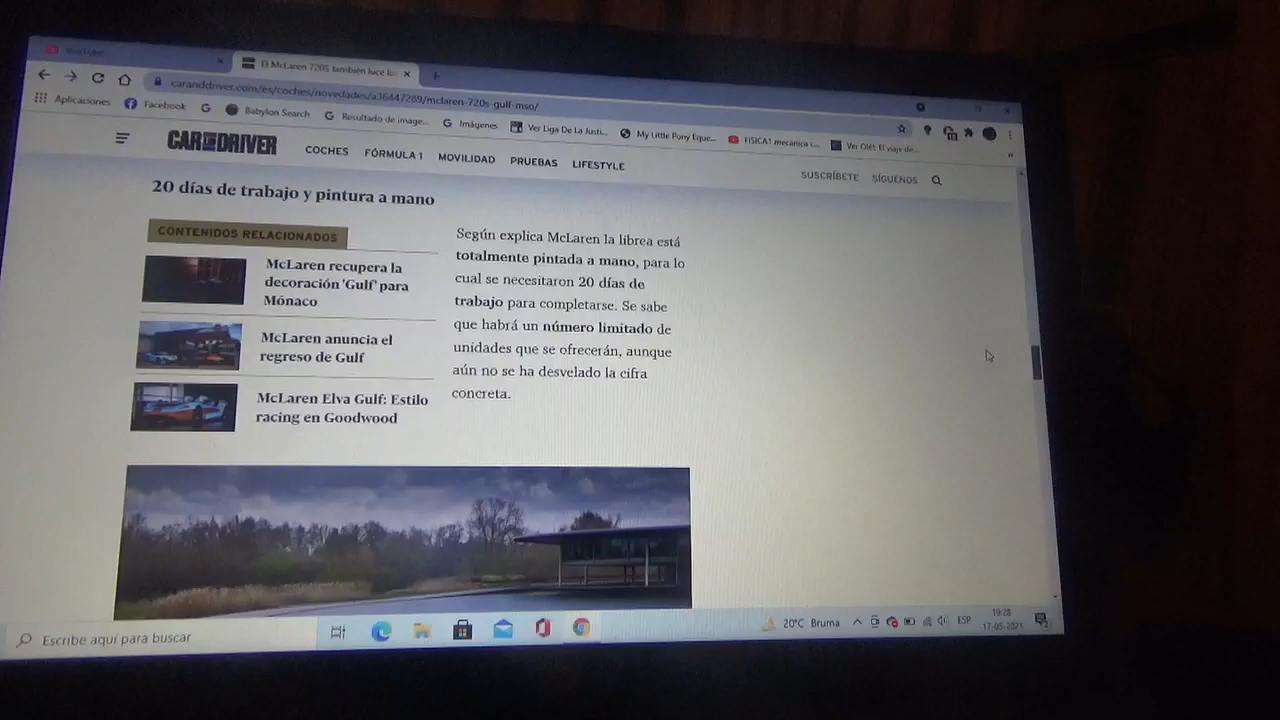 YouTube
El McLaren 720S también luce lo
caranddriver.com/es/coches/novedades/a36447289/mclaren-720s-gulf-mso/
Aplicaciones
Facebook
Babylon Search
Resultado de image...
Imágenes
Ver Liga De La Justi...
My Little Pony Eque...
FISICA1 mecanica c...
Ver Olét: El viaje de...
CAR AND DRIVER
COCHES
FÓRMULA 1
MOVILIDAD
PRUEBAS
LIFESTYLE
SUSCRÍBETE
SÍGUENOS
20 días de trabajo y pintura a mano
CONTENIDOS RELACIONADOS
McLaren recupera la
decoración 'Gulf' para
Mónaco
McLaren anuncia el
regreso de Gulf
McLaren Elva Gulf: Estilo
racing en Goodwood
Según explica McLaren la librea está
totalmente pintada a mano, para lo
cual se necesitaron 20 días de
trabajo para completarse. Se sabe
que habrá un número limitado de
unidades que se ofrecerán, aunque
aún no se ha desvelado la cifra
concreta.
Escribe aquí para buscar
20°C Bruma
ESP
19:28
17-05-2021